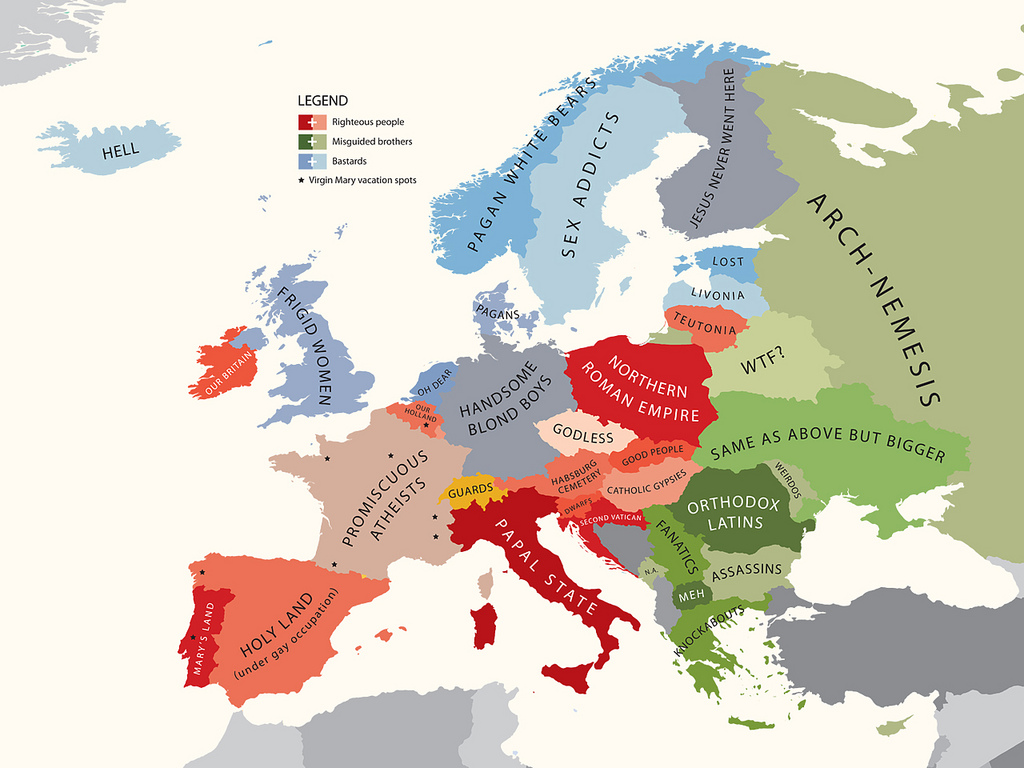 LEGEND
Righteous people
Misguided brothers
Bastards
Virgin Mary vacation spots
HELL
PAGAN WHITE BEARS
SEX ADDICTS
JESUS NEVER WENT HERE
ARCH-NEMESIS
LOST
LIVONIA
TEUTONIA
WTF?
FRIGID WOMEN
OUR BRITAIN
PAGANS
OH DEAR
OUR
HOLLAND
HANDSOME
BLOND BOYS
NORTHERN
ROMAN EMPIRE
SAME AS ABOVE BUT BIGGER
GODLESS
GOOD PEOPLE
HABSBURG
CEMETERY
CATHOLIC GYPSIES
WEIRDOS
PROMISCUOUS
ATHEISTS
GUARDS
DWARFS
SECOND VATICAN
ORTHODOX
LATINS
PAPAL STATE
FANATICS
N.A.
ASSASSINS
MEH
KNOCKABOUTS
MARY'S LAND
HOLY LAND
(under gay occupation)